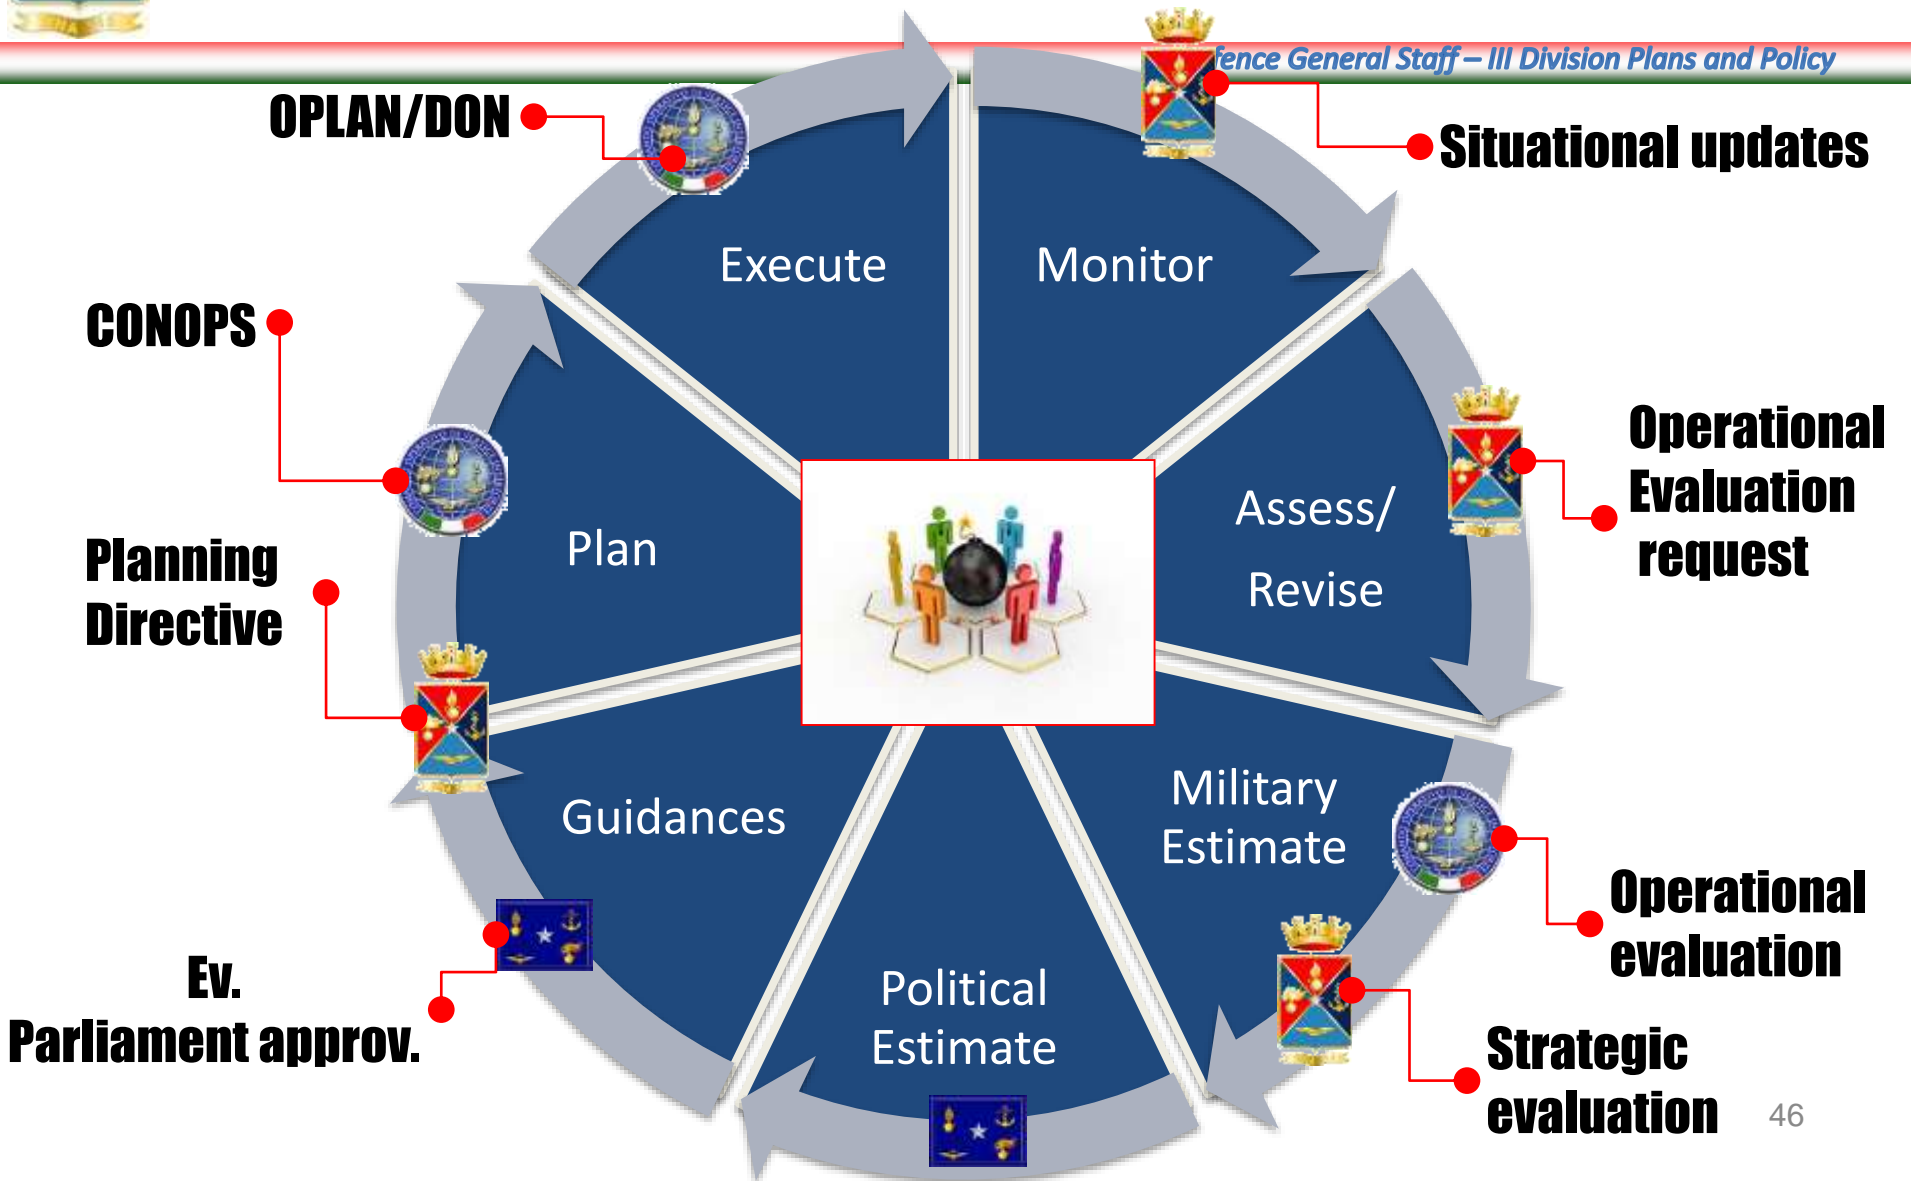 fence General Staff – III Division Plans and Policy
OPLAN/DON
Situational updates
Execute
Monitor
CONOPS
Operational
Evaluation
request
Assess/
Revise
Plan
Planning
Directive
Military
Estimate
Guidances
Operational
evaluation
Ev.
Parliament approv.
Political
Estimate
Strategic
evaluation
46